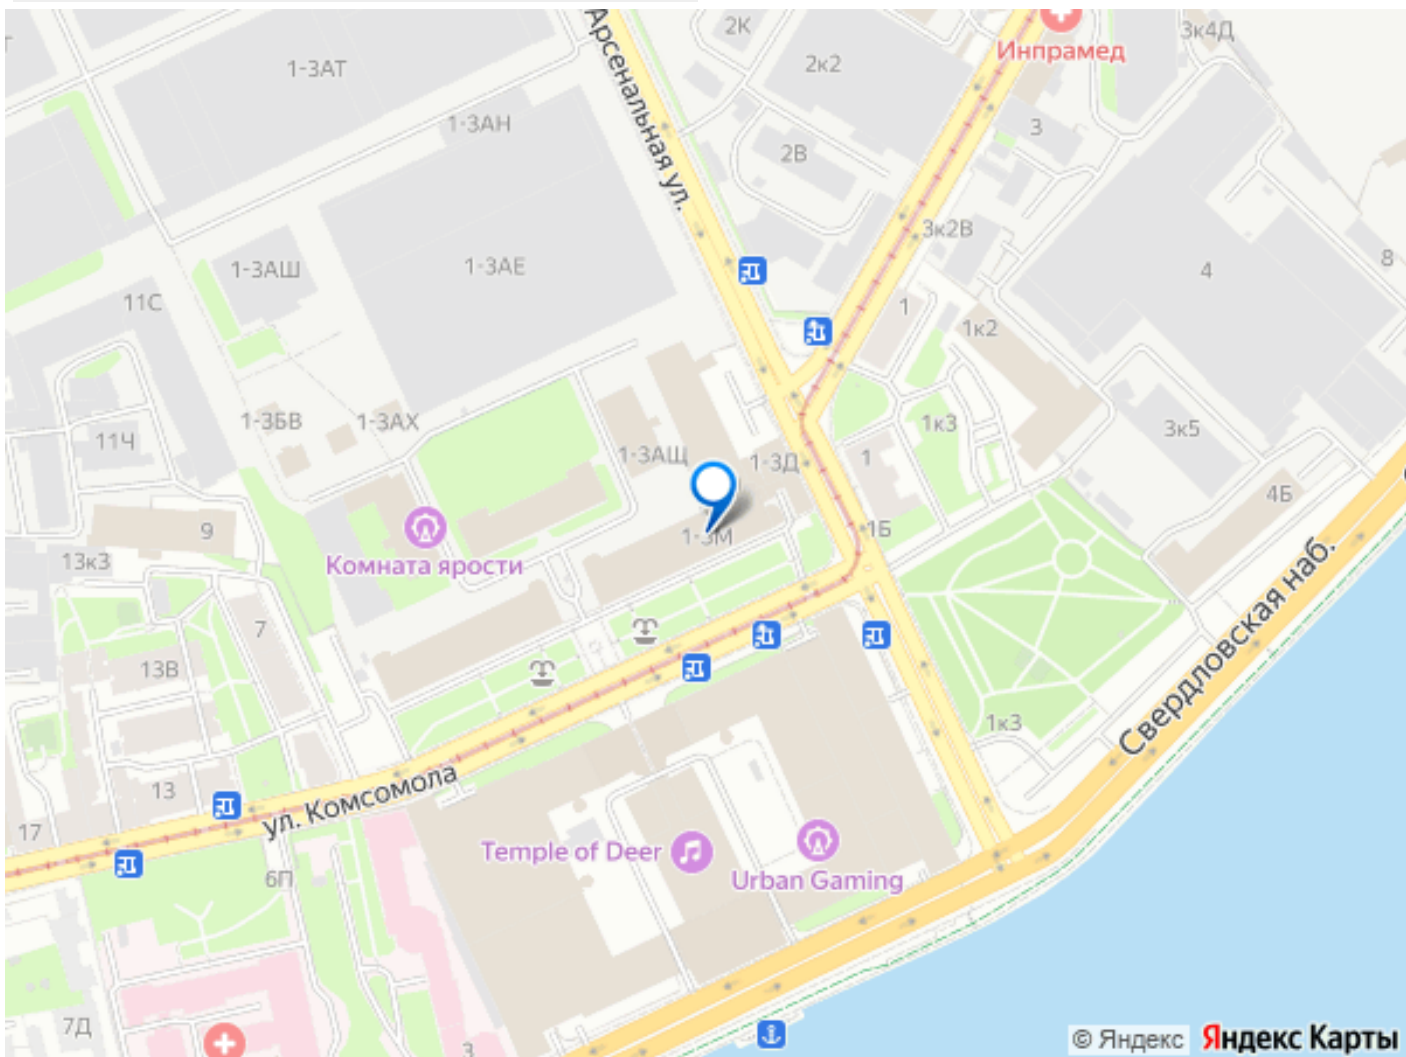 2К
3к4Д
Инпрамед
1-3АТ
2к2
Арсенальная ул.
1-3АН
3
2В
3к2В
8
1-3АШ
1-3АЕ
4
11С
1
1к2
1-3БВ
1-3АХ
1к3
3к5
11Ч
1-3АЩ
1-3Д
1
4Б
9
1-3М
1Б
13к3
Комната ярости
Свердловская наб.
7
13В
1к3
13
ул. Комсомола
17
Temple of Deer
6П
Urban Gaming
7Д
3
© Яндекс
Яндекс Карты